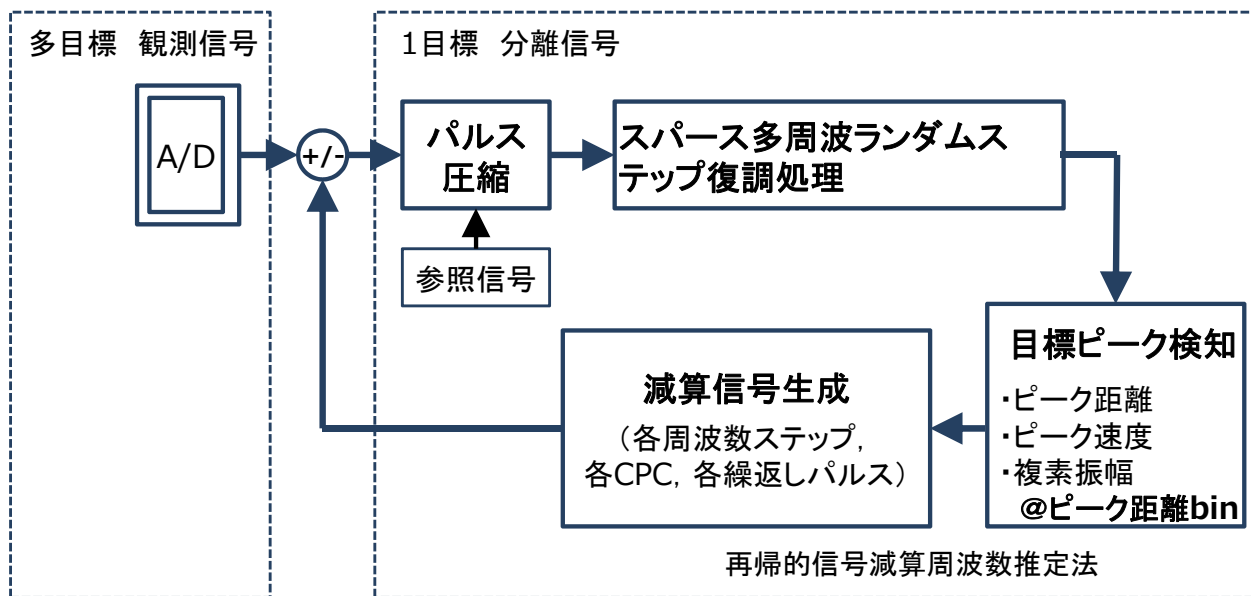 多目標　観測信号
1目標　分離信号
A/D
+/-
パルス
圧縮
スパース多周波ランダムス
テップ復調処理
参照信号
目標ピーク検知
・ピーク距離
・ピーク速度
・複素振幅
@ピーク距離bin
減算信号生成
（各周波数ステップ,
各CPC, 各繰返しパルス）
再帰的信号減算周波数推定法